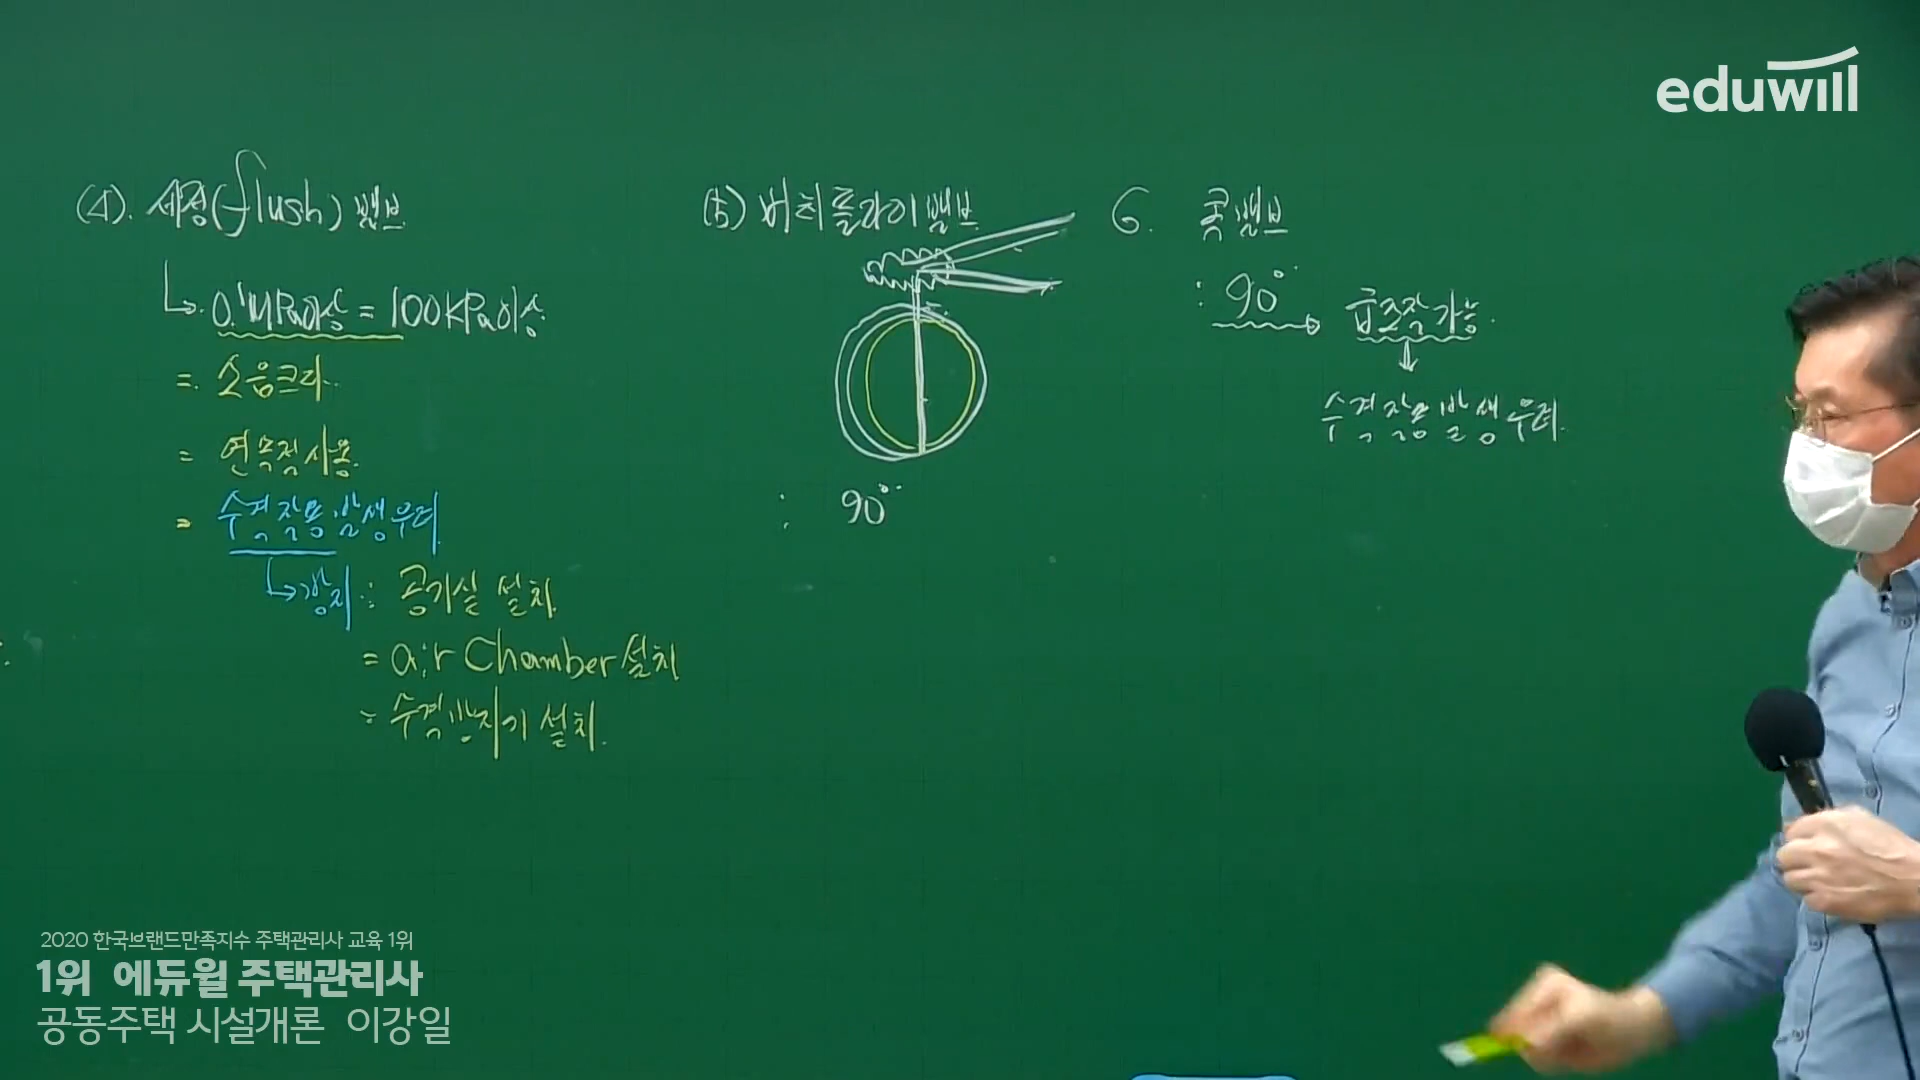 eduwill
(4). 세정(flush) 밸브
0.1MPa이상 = 100KPa이상.
= 소음크다.
= 연속적사용.
= 수격작용발생우려
방지 : 공기실 설치.
= air Chamber 설치
= 수격방지기 설치.
(5) 버터플라이밸브
: 90°
6. 콕밸브
: 90° → 급조작가능.
수격작용발생우려.
2020 한국브랜드만족지수 주택관리사 교육 1위
1위 에듀윌 주택관리사
공동주택 시설개론 이강일